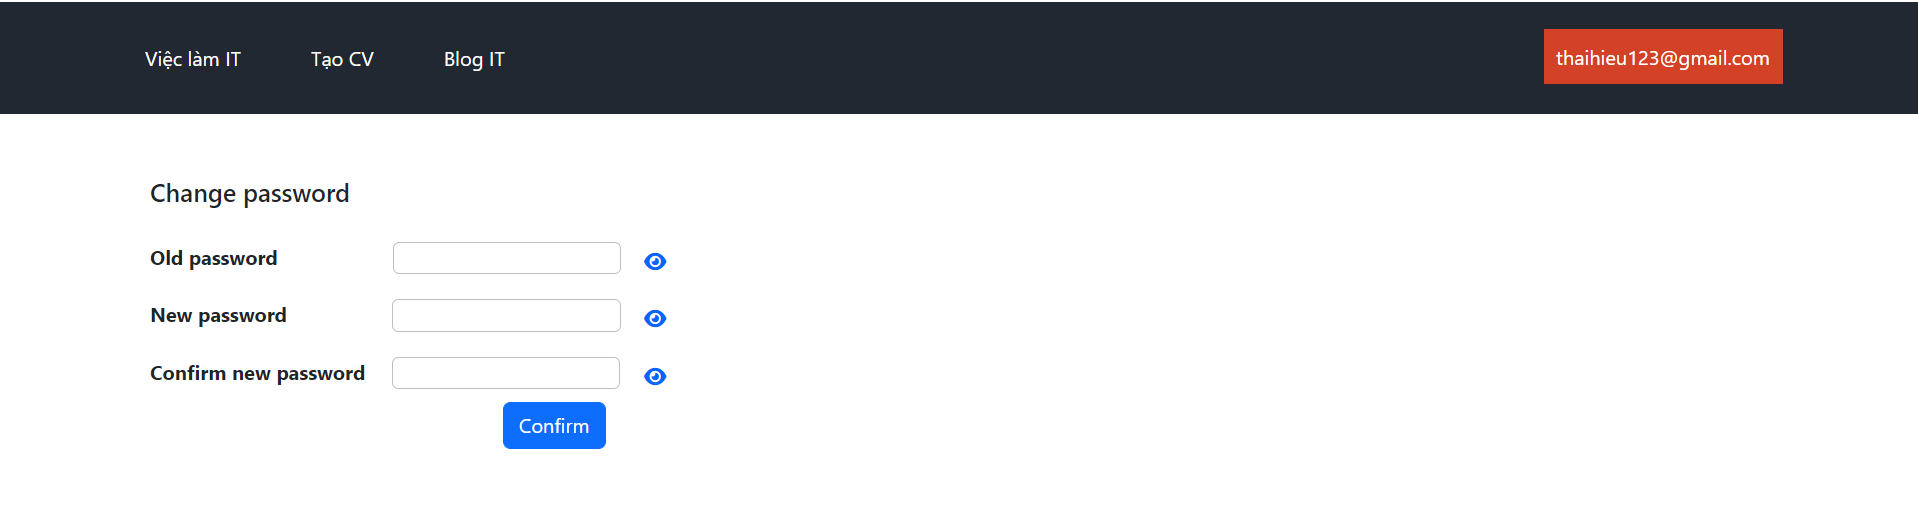 Việc làm IT Tạo CV Blog IT thaihieu123@gmail.com
Change password
Old password
New password
Confirm new password
Confirm